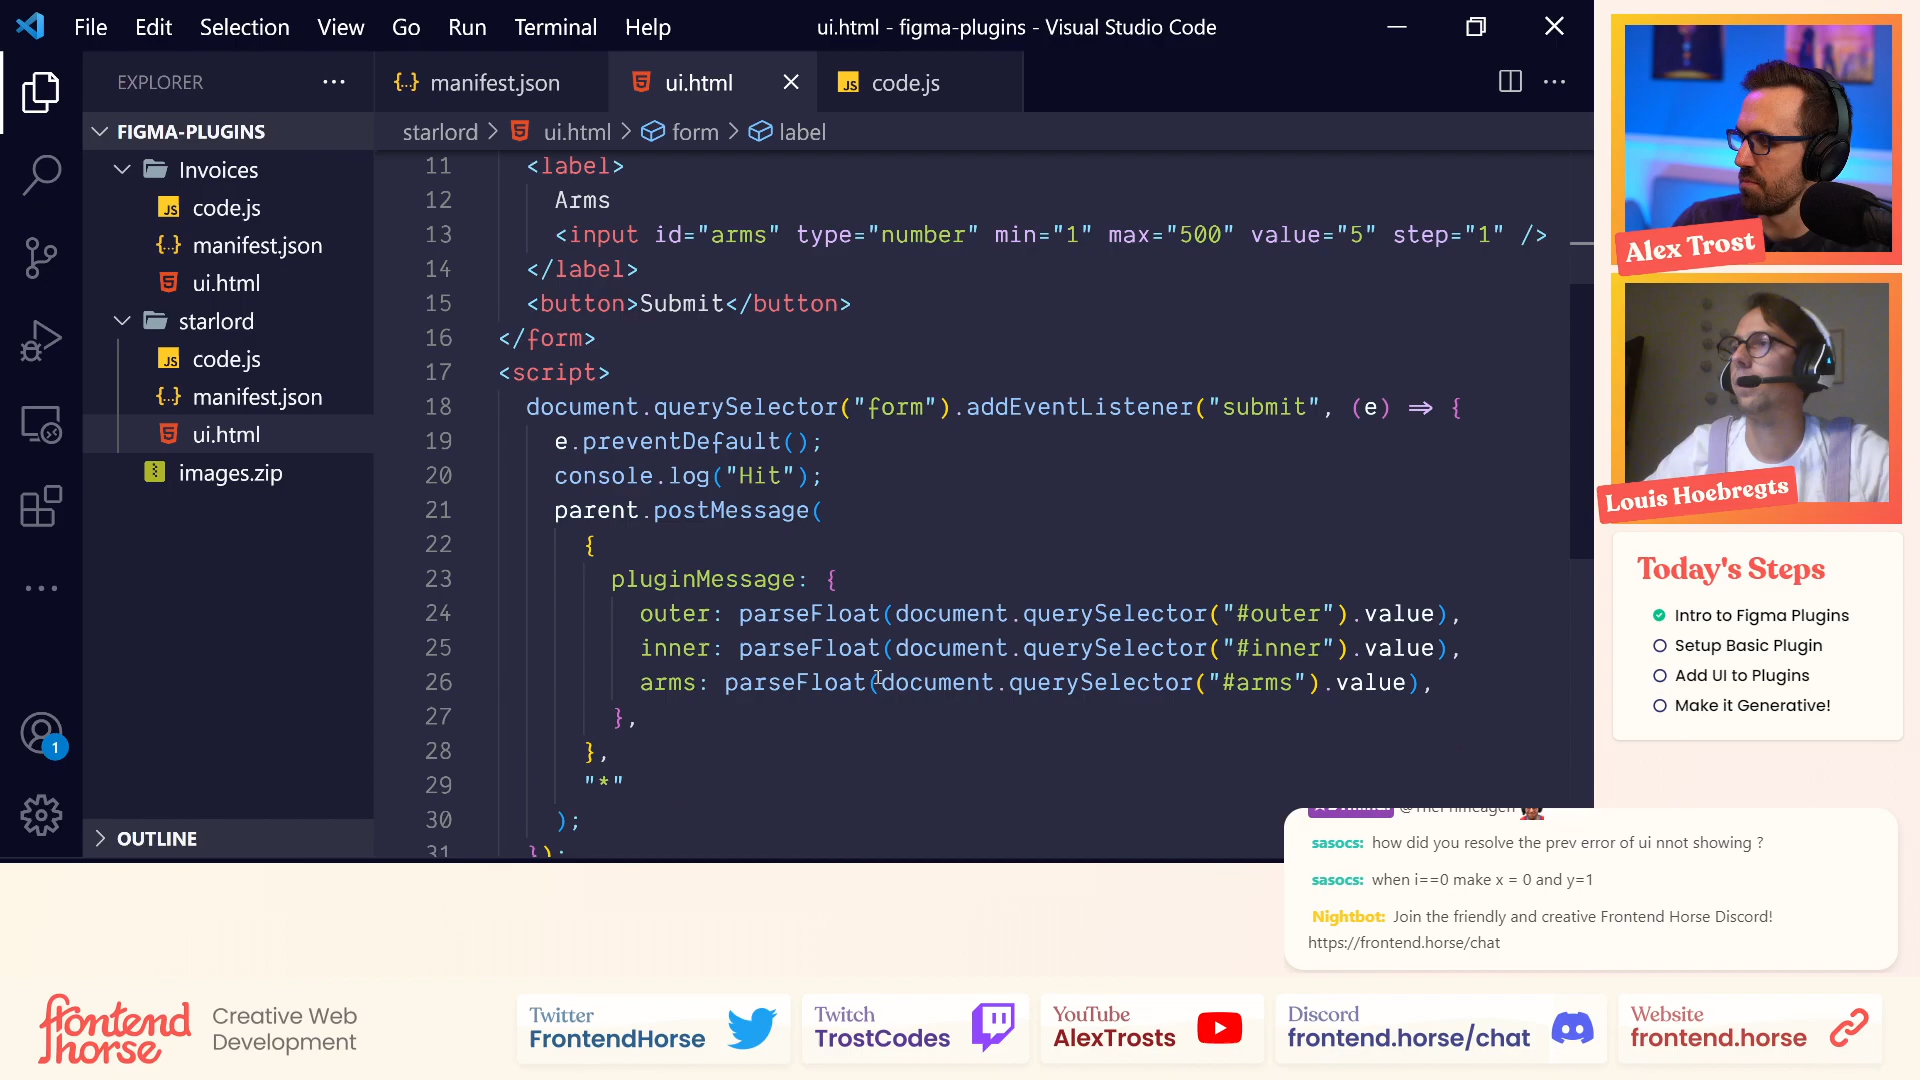 File Edit Selection View Go Run Terminal Help
ui.html - figma-plugins - Visual Studio Code
EXPLORER
FIGMA-PLUGINS
Invoices
code.js
manifest.json
ui.html
starlord
code.js
manifest.json
ui.html
images.zip
OUTLINE
1
manifest.json
ui.html
code.js
starlord > ui.html > form > label
11 <label>
12 Arms
13 <input id="arms" type="number" min="1" max="500" value="5" step="1" />
14 </label>
15 <button>Submit</button>
16 </form>
17 <script>
18 document.querySelector("form").addEventListener("submit", (e) => {
19 e.preventDefault();
20 console.log("Hit");
21 parent.postMessage(
22 {
23 pluginMessage: {
24 outer: parseFloat(document.querySelector("#outer").value),
25 inner: parseFloat(document.querySelector("#inner").value),
26 arms: parseFloat(document.querySelector("#arms").value),
27 },
28 },
29 "*"
30 );
31 });
Alex Trost
Louis Hoebregts
Today's Steps
Intro to Figma Plugins
Setup Basic Plugin
Add UI to Plugins
Make it Generative!
sasocs: how did you resolve the prev error of ui nnot showing ?
sasocs: when i==0 make x = 0 and y=1
Nightbot: Join the friendly and creative Frontend Horse Discord!
https://frontend.horse/chat
frontend
horse
Creative Web
Development
Twitter
FrontendHorse
Twitch
TrostCodes
YouTube
AlexTrosts
Discord
frontend.horse/chat
Website
frontend.horse